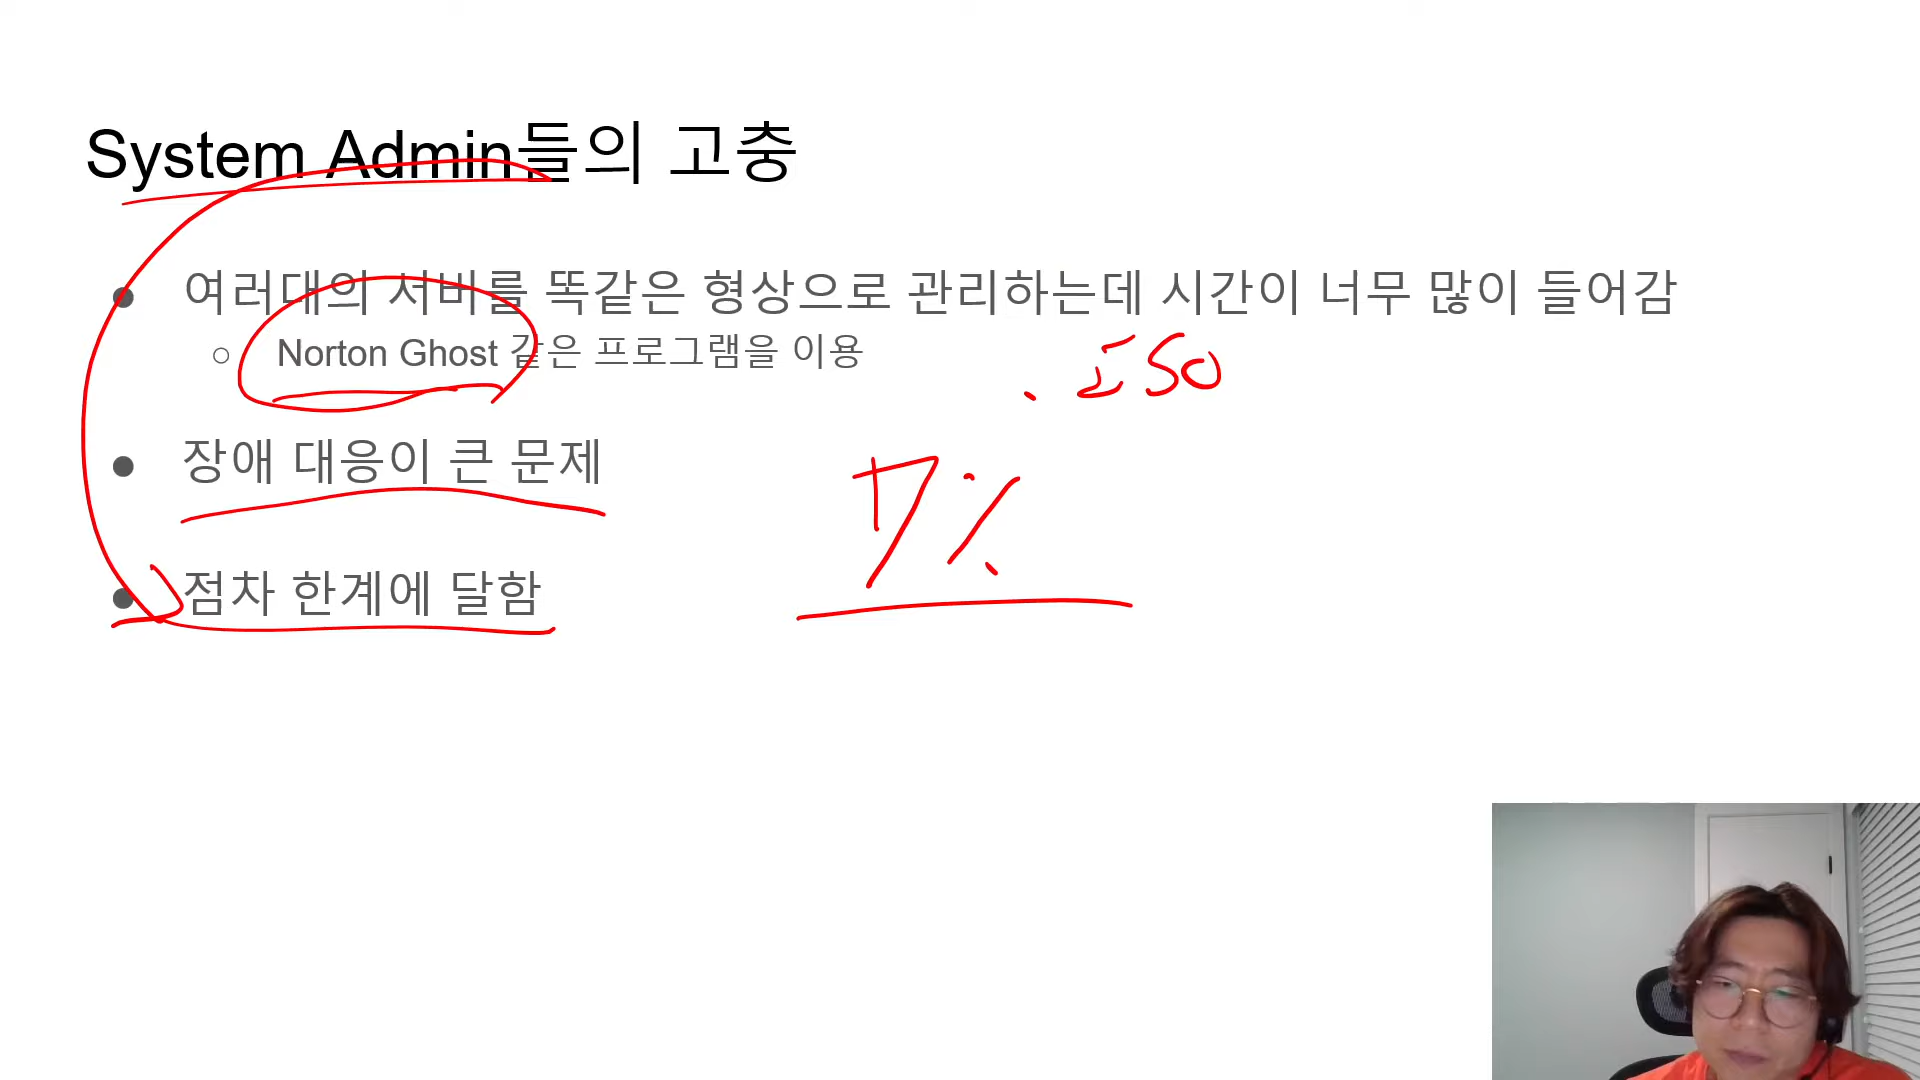 System Admin들의 고충
여러대의 서버를 똑같은 형상으로 관리하는데 시간이 너무 많이 들어감
Norton Ghost 같은 프로그램을 이용
. ISO
장애 대응이 큰 문제
7%
점차 한계에 달함